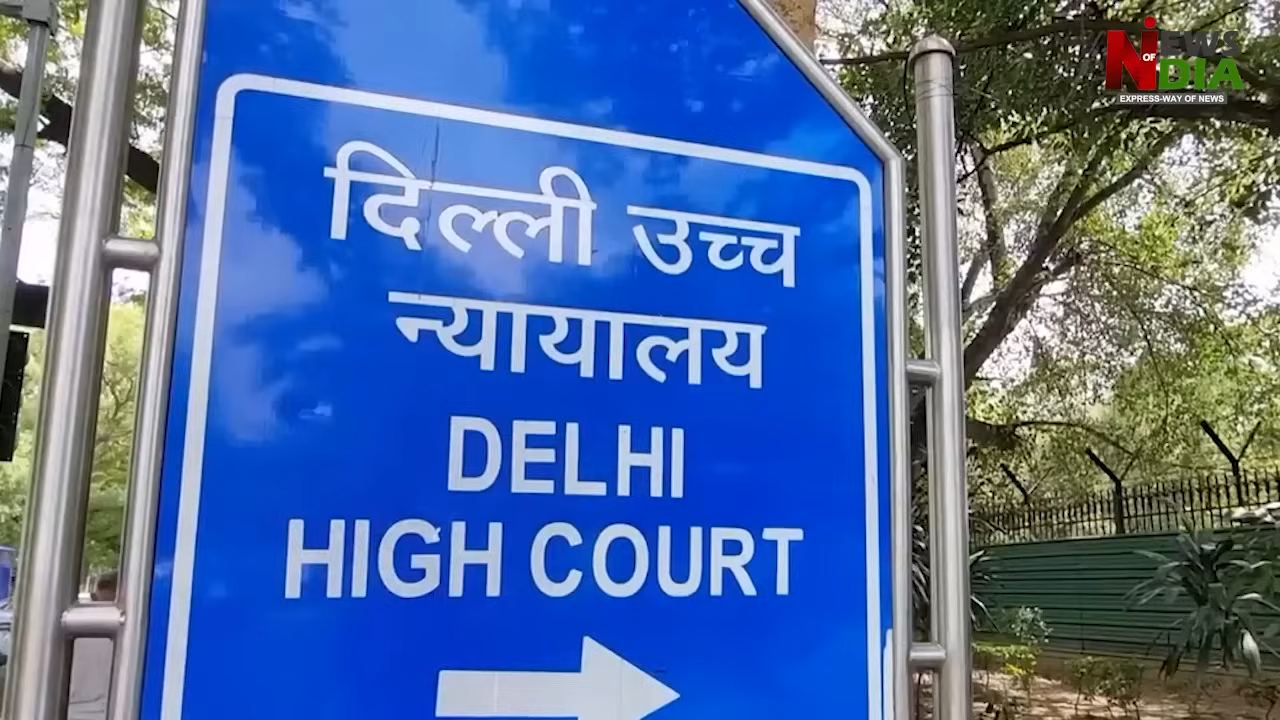 दिल्ली उच्च
न्यायालय
DELHI
HIGH COURT
NEWS
OF
INDIA
EXPRESS-WAY OF NEWS